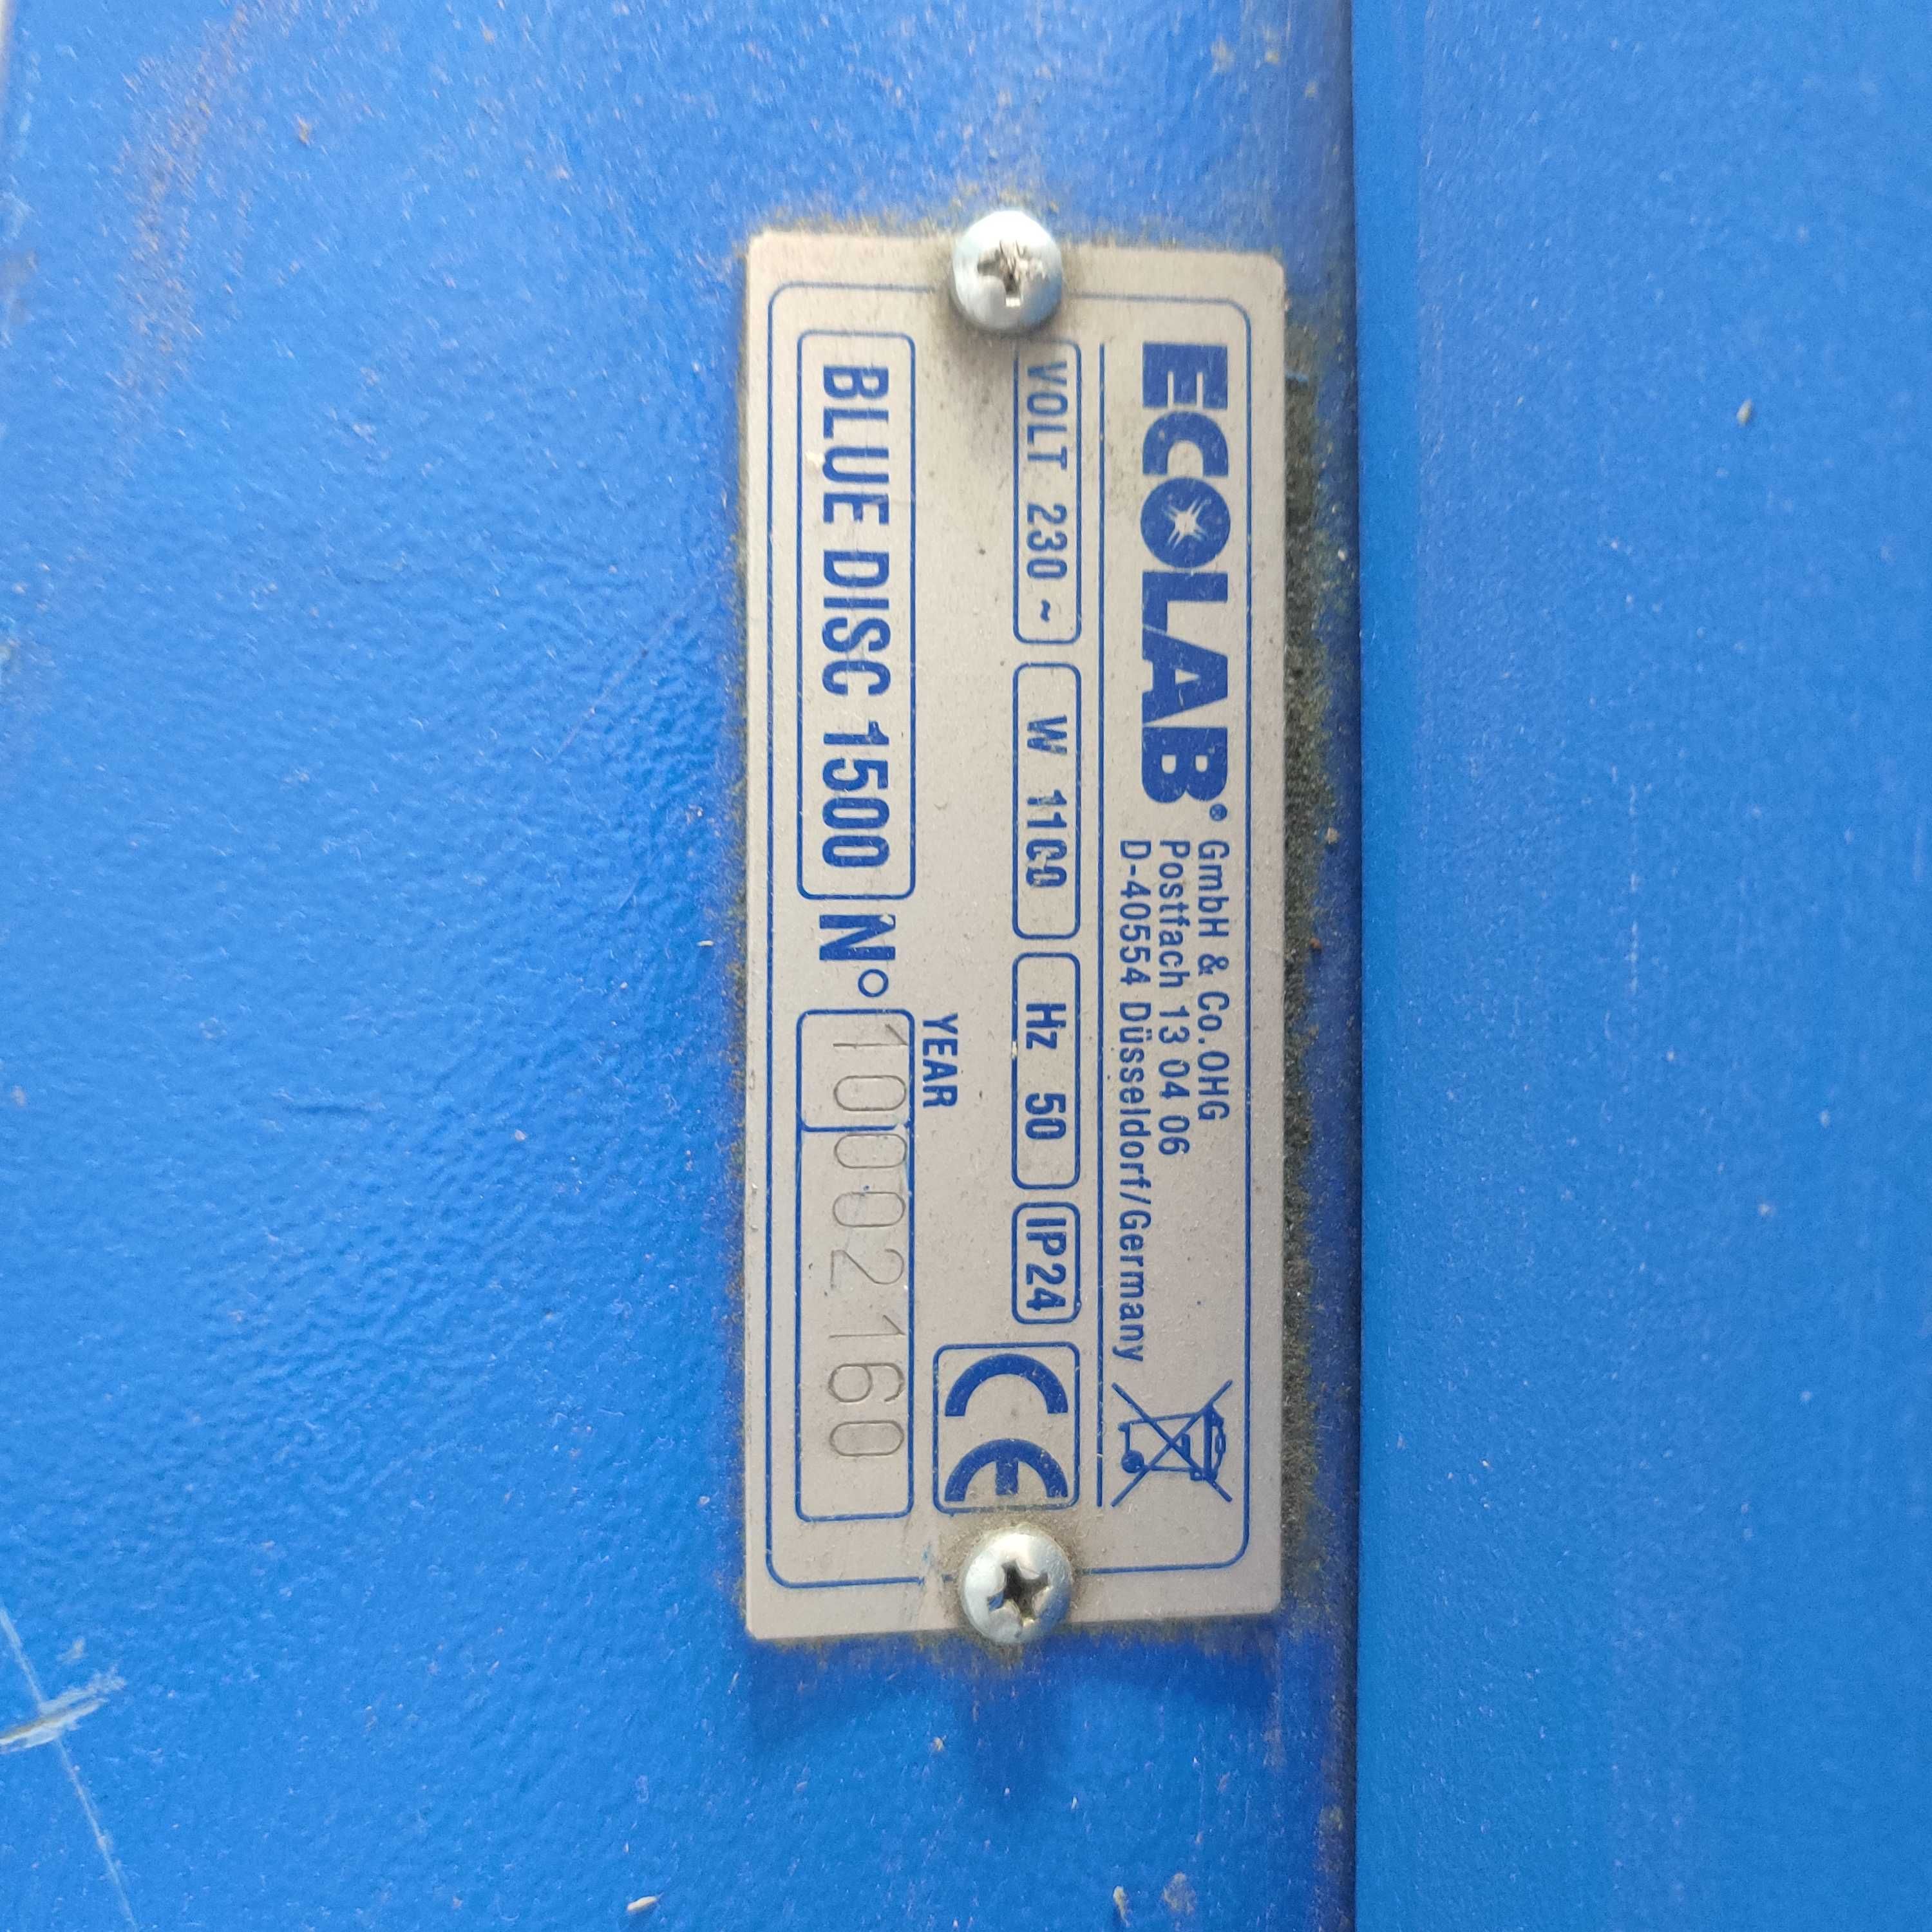 ECOLAB®
GmbH & Co.OHG
Postfach 13 04 06
D-40554 Düsseldorf/Germany
VOLT 230 ~ W 1100 Hz 50 IP24
CE
YEAR
BLUE DISC 1500 N° 10002160